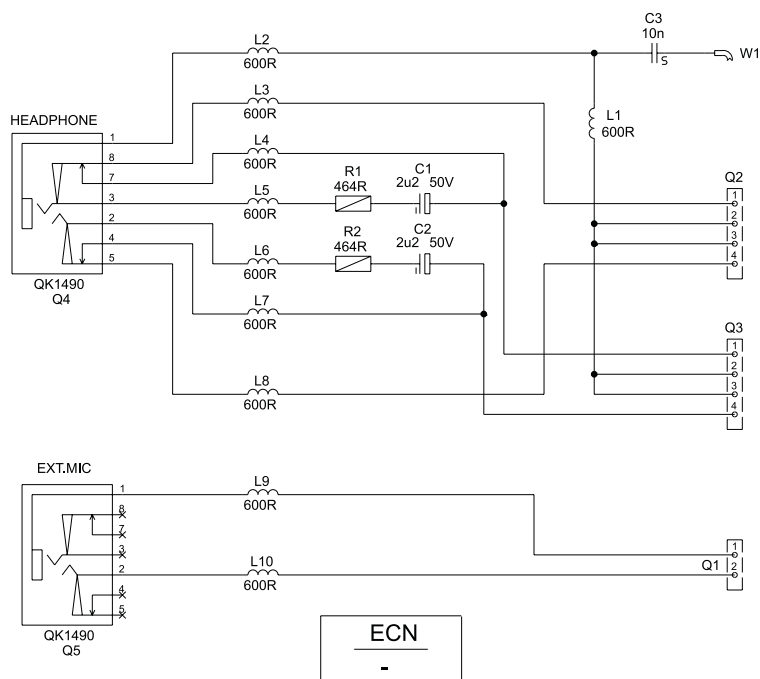 C3
10n
S
W1
L2
600R
L3
600R
L1
600R
HEADPHONE
1
8
7
3
2
4
5
QK1490
Q4
L4
600R
L5
600R
R1
464R
C1
2u2 50V
L6
600R
R2
464R
C2
2u2 50V
L7
600R
L8
600R
Q2
1
2
3
4
Q3
1
2
3
4
EXT.MIC
1
8
7
3
2
4
5
QK1490
Q5
L9
600R
L10
600R
Q1
1
2
ECN
-